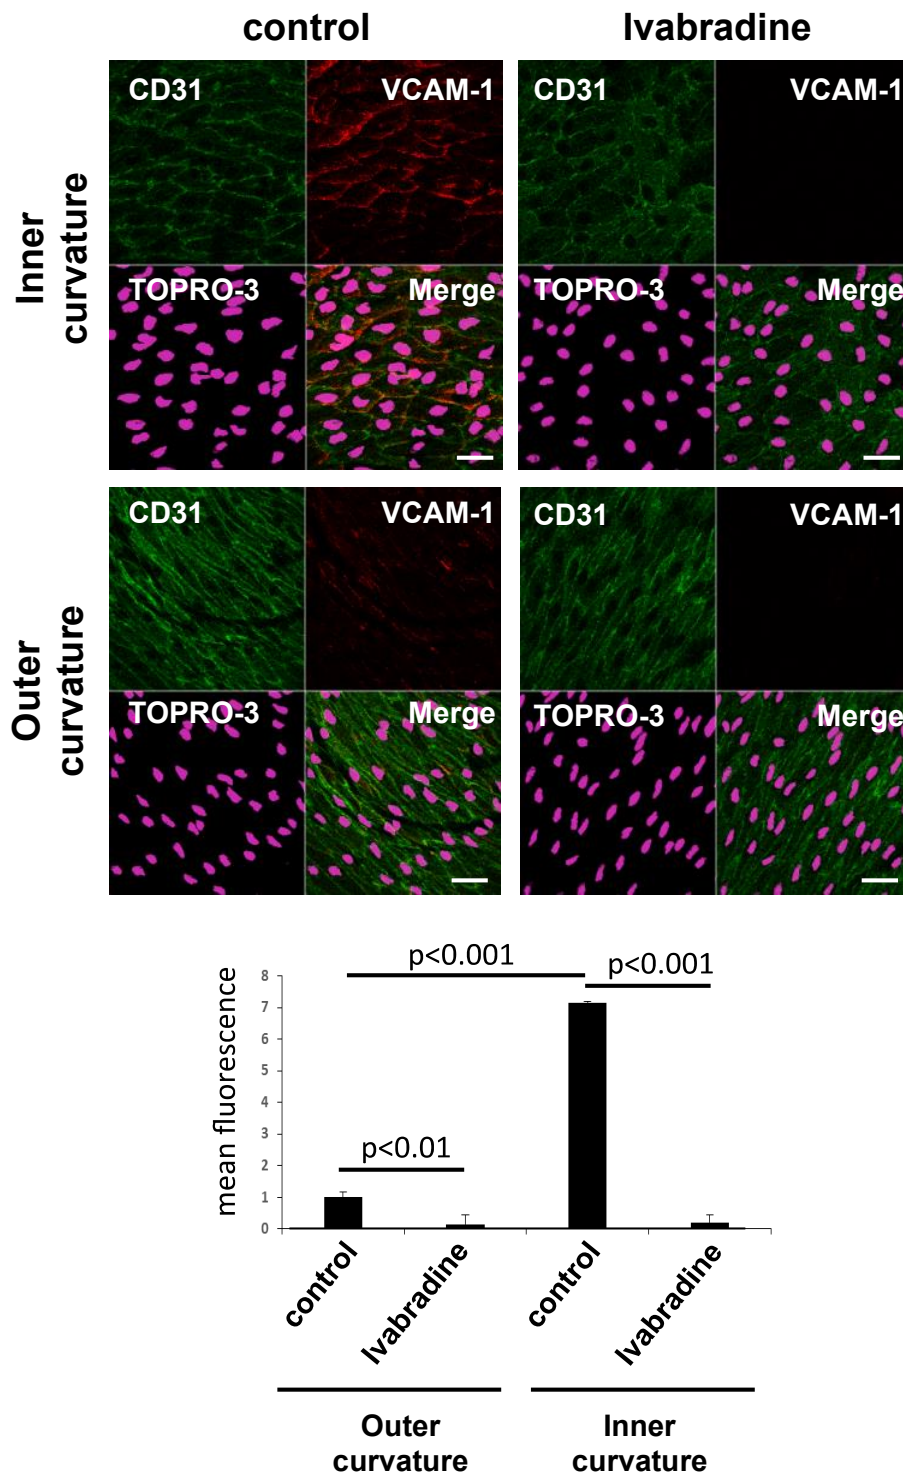 control
Ivabradine
Inner
curvature
CD31
VCAM-1
CD31
VCAM-1
TOPRO-3
Merge
TOPRO-3
Merge
Outer
curvature
CD31
VCAM-1
CD31
VCAM-1
TOPRO-3
Merge
TOPRO-3
Merge
mean fluorescence
p<0.001
p<0.001
p<0.01
8
7
6
5
4
3
2
1
0
control
Ivabradine
control
Ivabradine
Outer
curvature
Inner
curvature